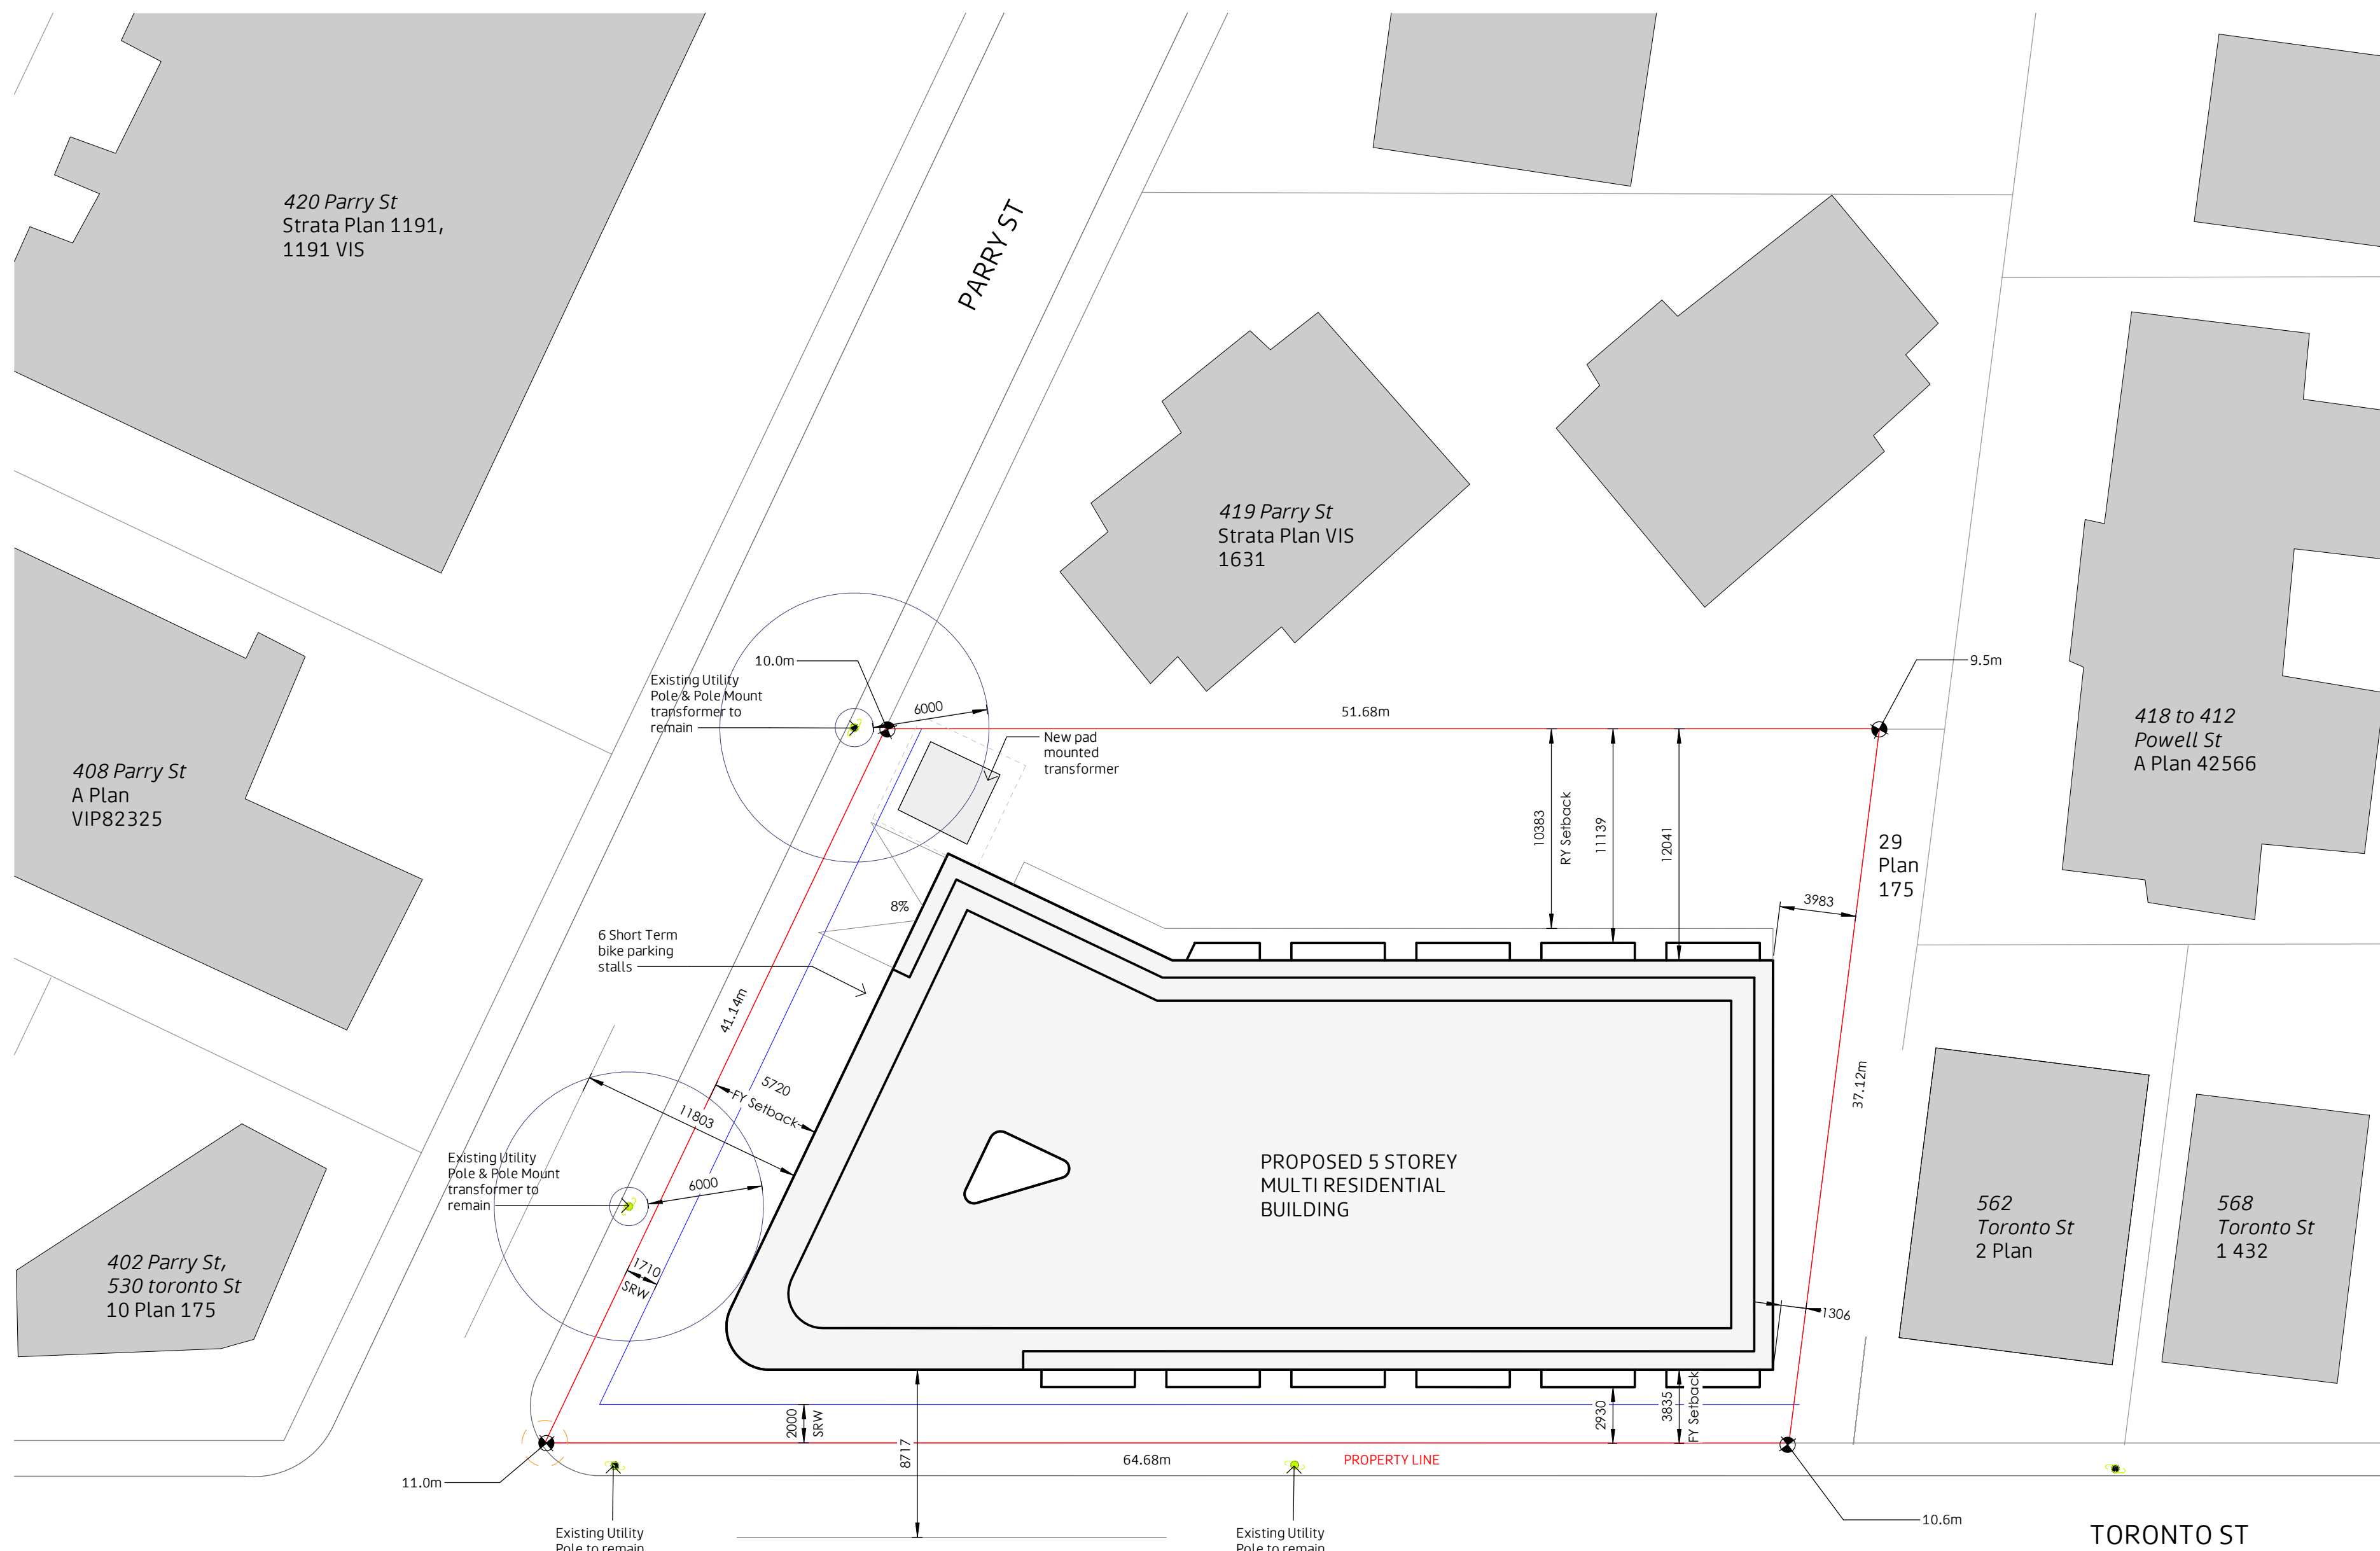 420 Parry St
Strata Plan 1191,
1191 VIS
PARRY ST
419 Parry St
Strata Plan VIS
1631
10.0m
9.5m
Existing Utility
Pole & Pole Mount
transformer to
remain
6000
51.68m
New pad
mounted
transformer
418 to 412
Powell St
A Plan 42566
408 Parry St
A Plan
VIP82325
10383
RY Setback
11139
12041
29
Plan
175
3983
8%
6 Short Term
bike parking
stalls
41.14m
5720
FY Setback
11803
37.12m
Existing Utility
Pole & Pole Mount
transformer to
remain
6000
PROPOSED 5 STOREY
MULTI RESIDENTIAL
BUILDING
562
Toronto St
2 Plan
568
Toronto St
1 432
402 Parry St,
530 toronto St
10 Plan 175
1710
SRW
1306
2000
SRW
2930
3835
FY Setback
8717
64.68m
PROPERTY LINE
11.0m
10.6m
Existing Utility
Pole to remain
Existing Utility
Pole to remain
TORONTO ST